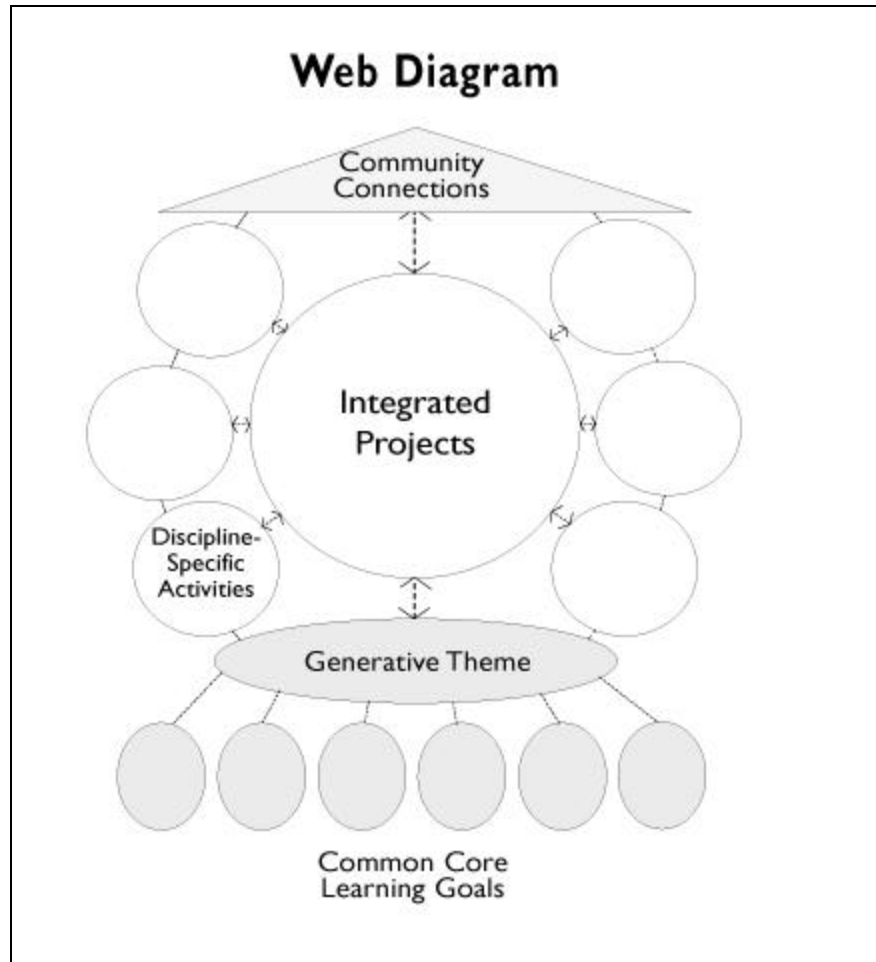 Web Diagram
Community
Connections
Integrated
Projects
Discipline-
Specific
Activities
Generative Theme
Common Core
Learning Goals